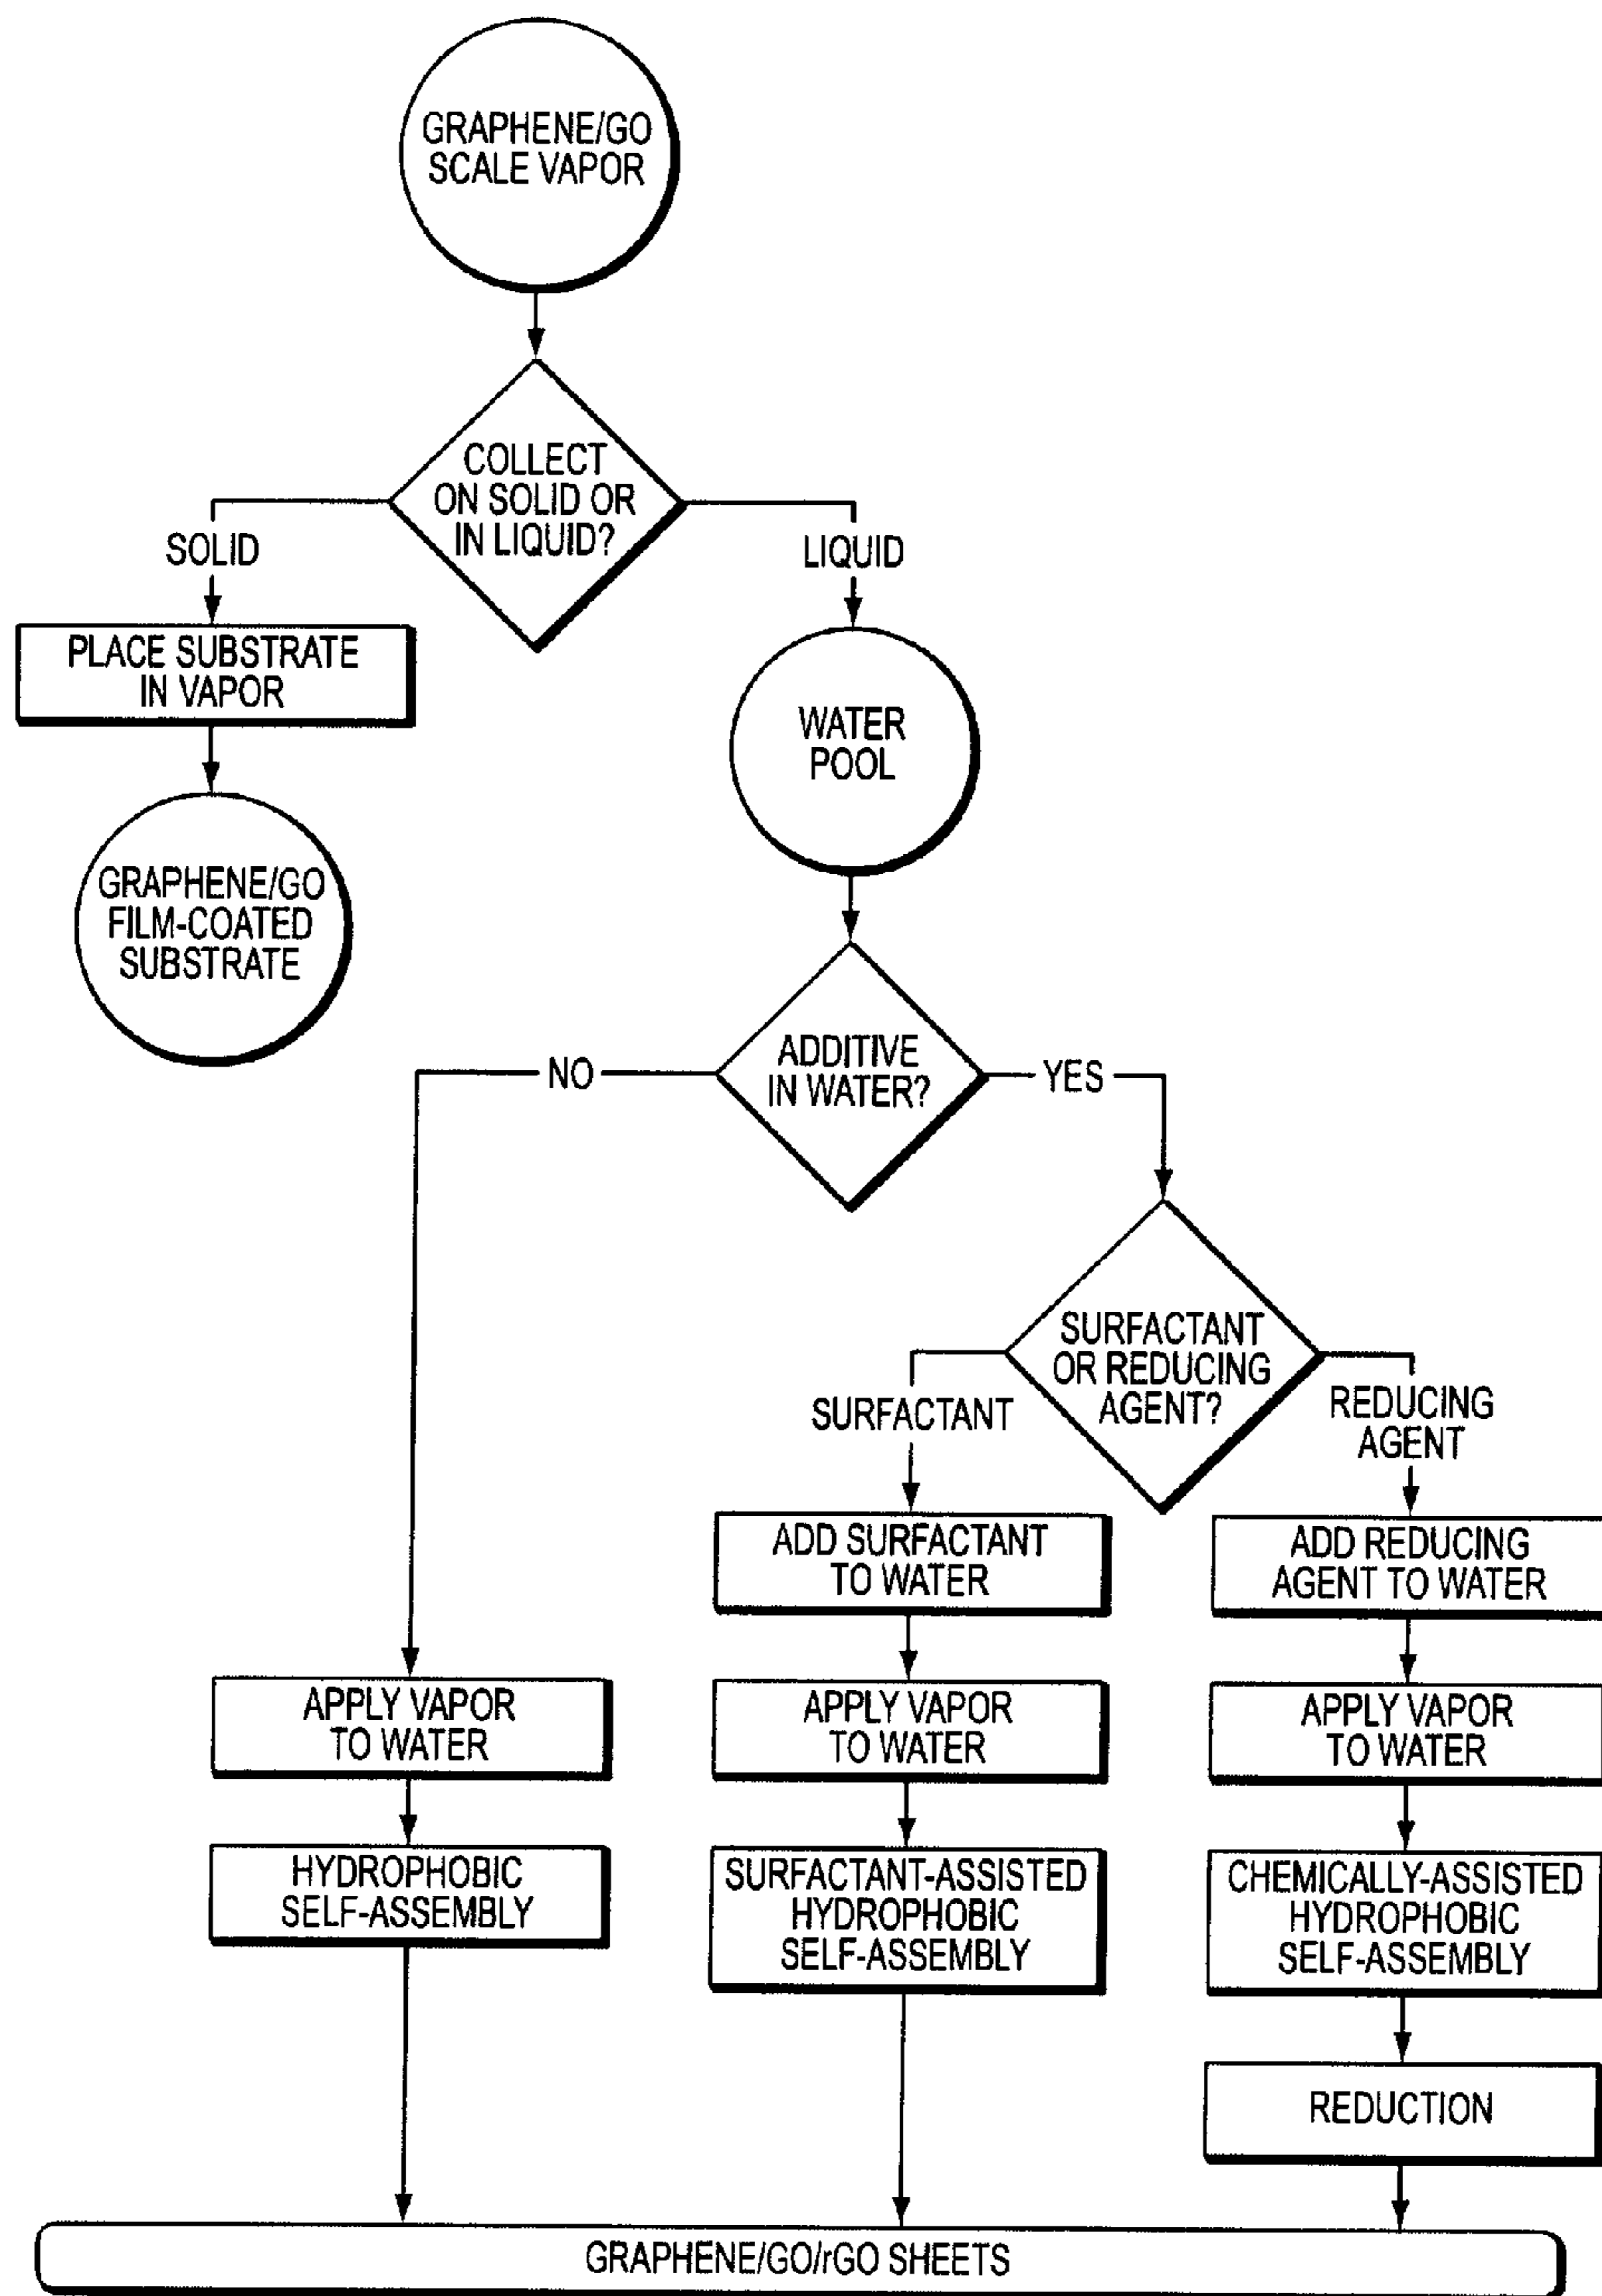 GRAPHENE/GO
SCALE VAPOR
COLLECT
ON SOLID OR
IN LIQUID?
SOLID
LIQUID
PLACE SUBSTRATE
IN VAPOR
WATER
POOL
GRAPHENE/GO
FILM-COATED
SUBSTRATE
ADDITIVE
IN WATER?
NO
YES
SURFACTANT
OR REDUCING
AGENT?
SURFACTANT
REDUCING
AGENT
ADD SURFACTANT
TO WATER
ADD REDUCING
AGENT TO WATER
APPLY VAPOR
TO WATER
APPLY VAPOR
TO WATER
APPLY VAPOR
TO WATER
HYDROPHOBIC
SELF-ASSEMBLY
SURFACTANT-ASSISTED
HYDROPHOBIC
SELF-ASSEMBLY
CHEMICALLY-ASSISTED
HYDROPHOBIC
SELF-ASSEMBLY
REDUCTION
GRAPHENE/GO/rGO SHEETS